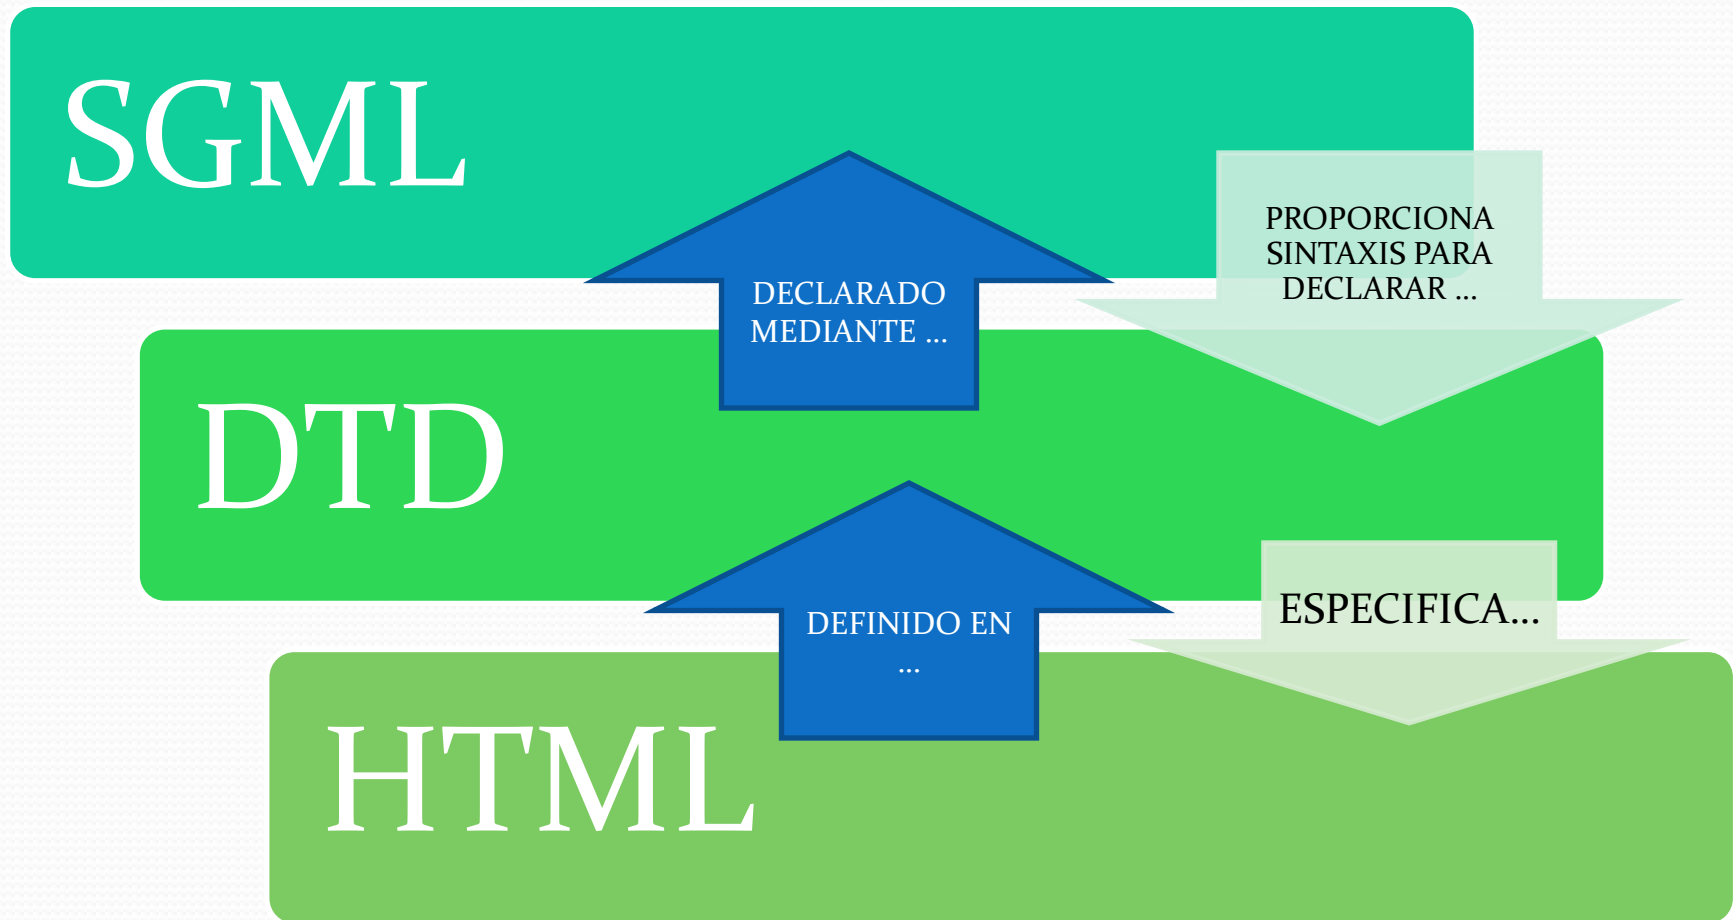 SGML
DECLARADO
MEDIANTE ...
PROPORCIONA
SINTAXIS PARA
DECLARAR ...
DTD
DEFINIDO EN
...
ESPECIFICA...
HTML